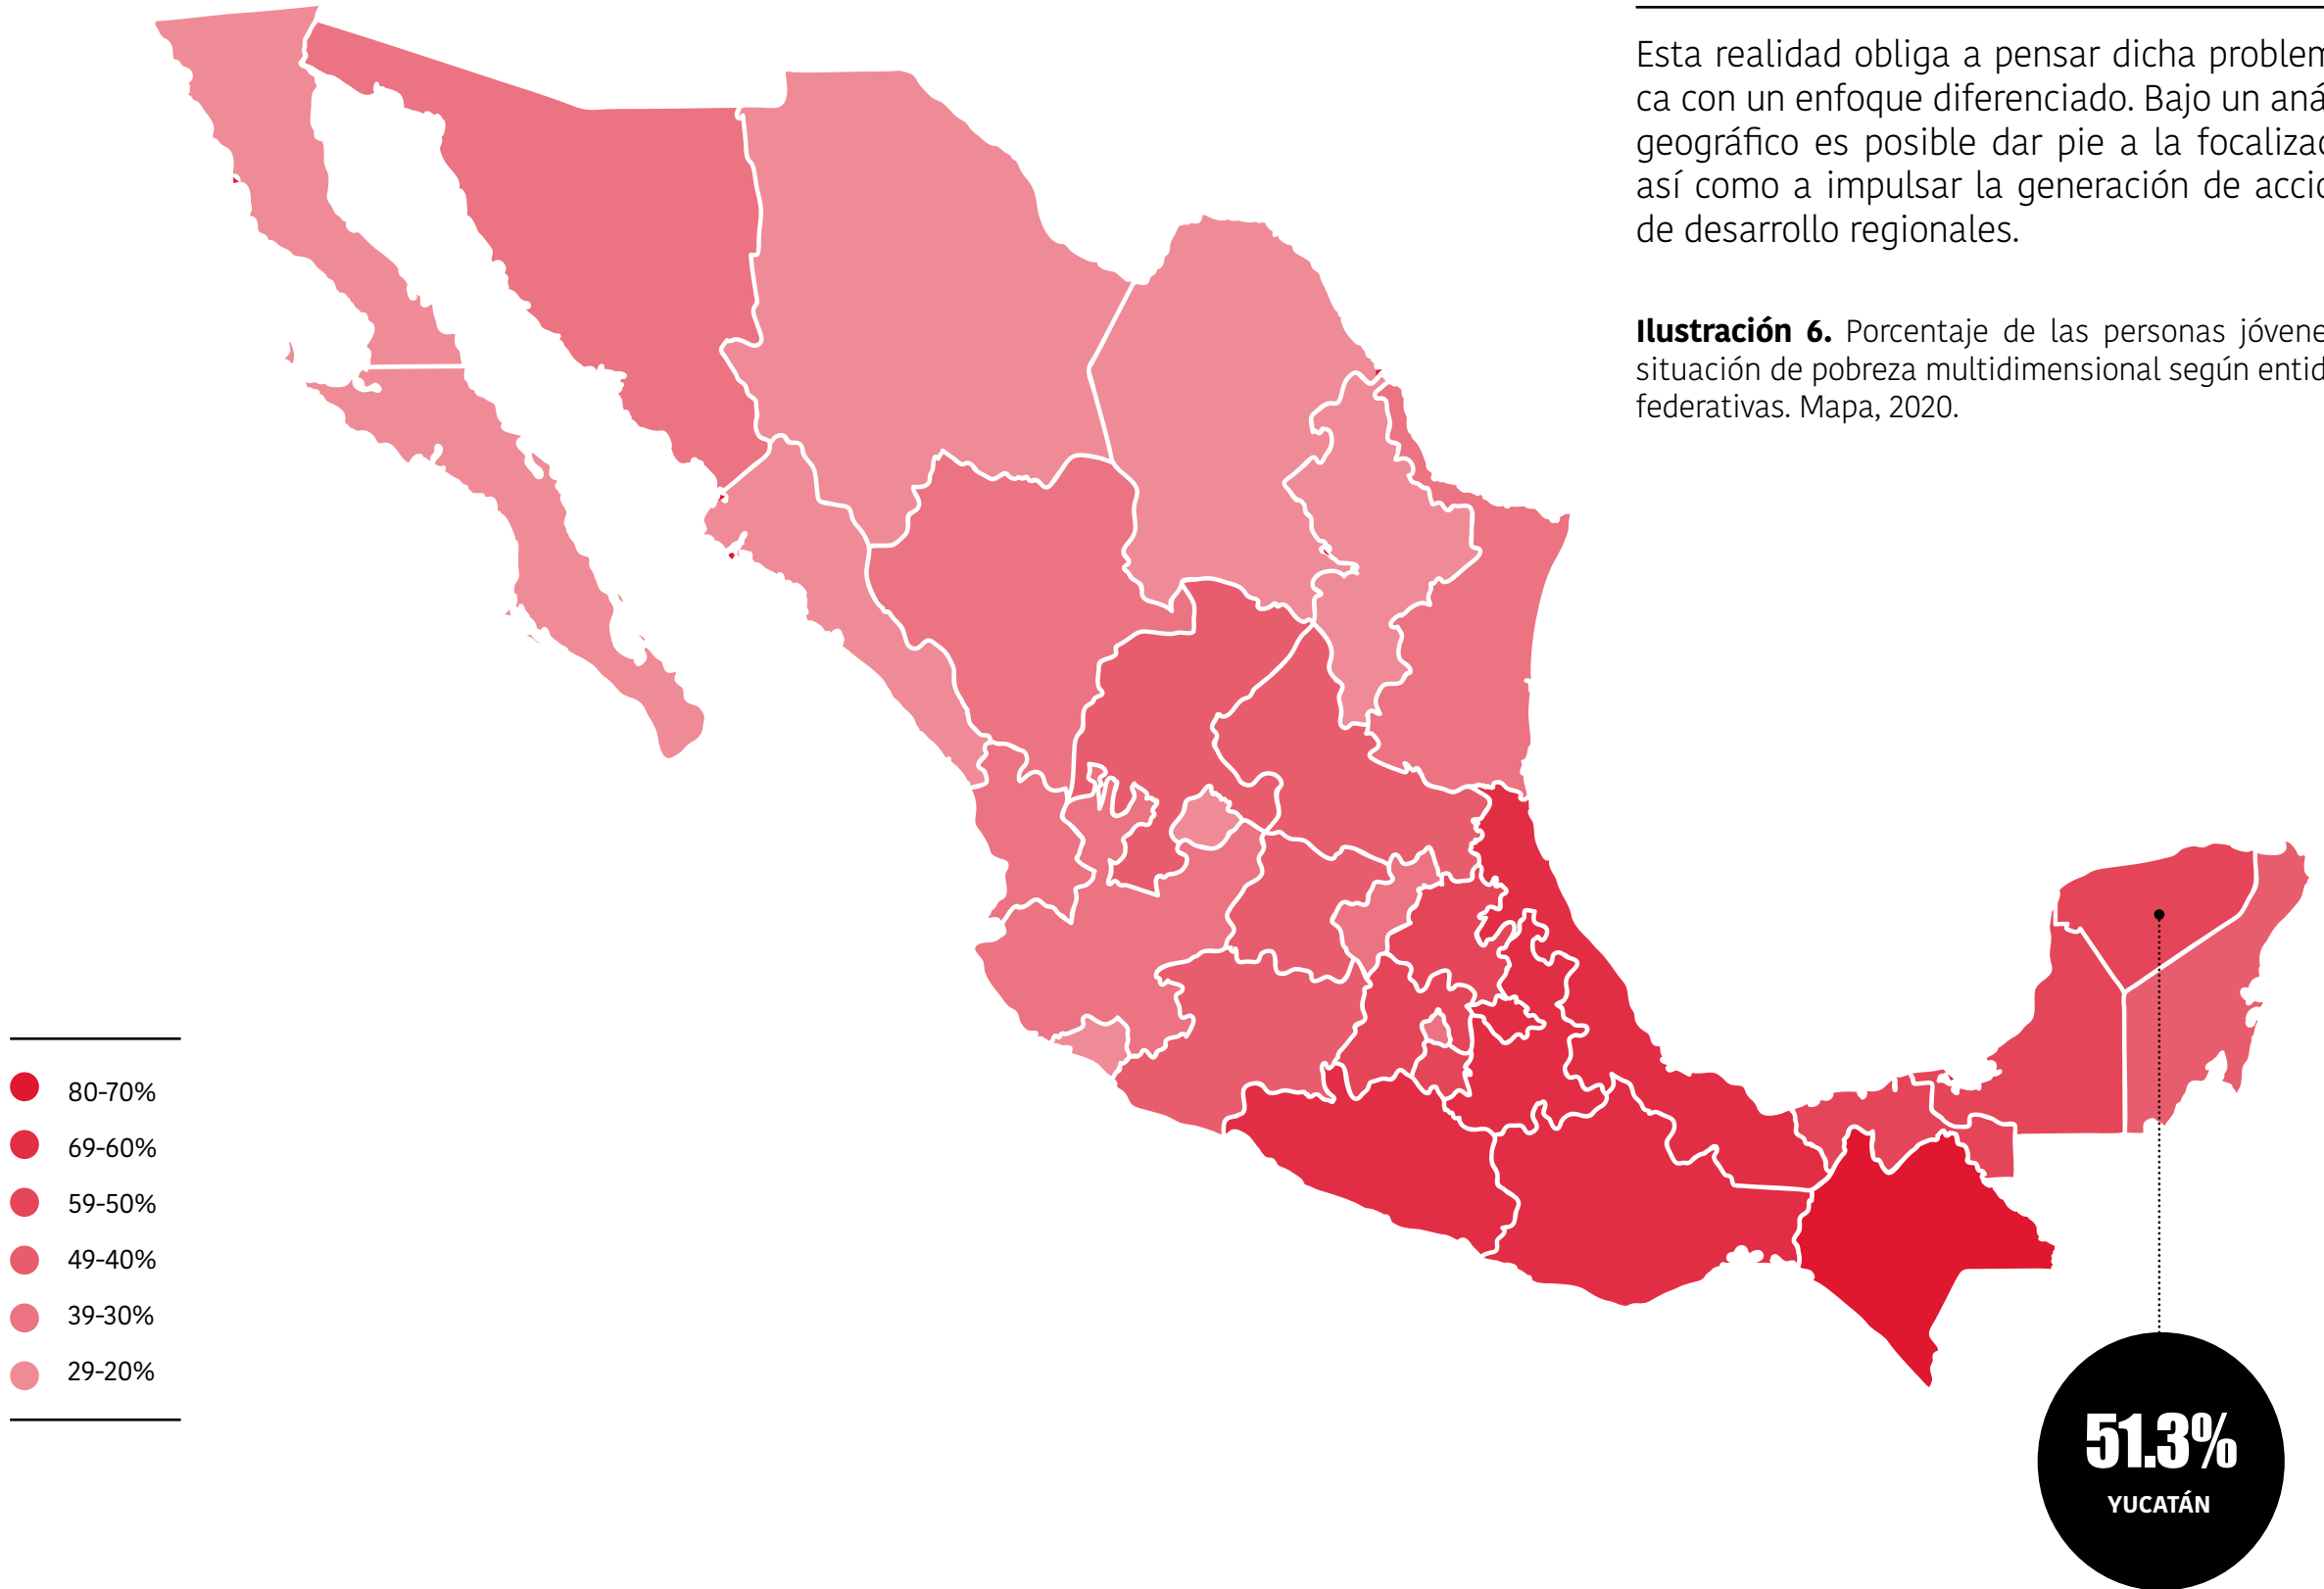 Esta realidad obliga a pensar dicha problem
ca con un enfoque diferenciado. Bajo un aná
geográfico es posible dar pie a la focalizac
así como a impulsar la generación de accio
de desarrollo regionales.
Ilustración 6. Porcentaje de las personas jóvene
situación de pobreza multidimensional según entid
federativas. Mapa, 2020.
80-70%
69-60%
59-50%
49-40%
39-30%
29-20%
51.3%
YUCATÁN